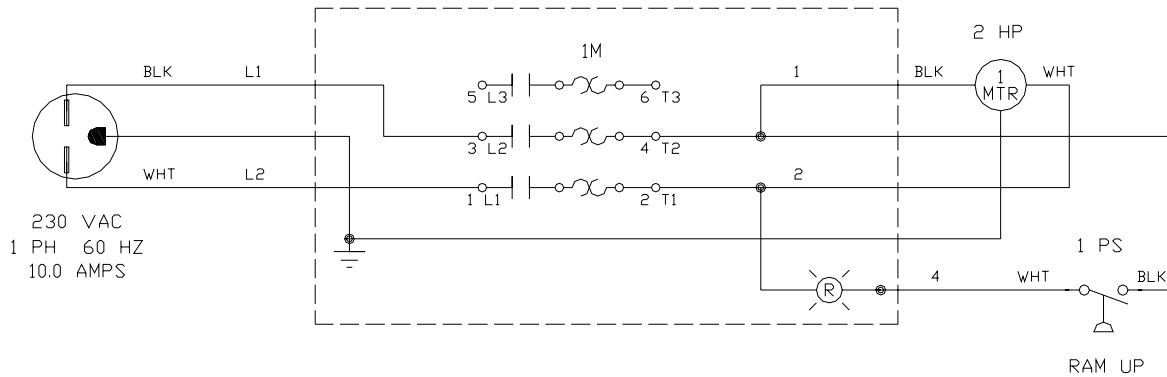 2 HP
1M
BLK L1 1 BLK 1 WHT
MTR
5 L3 6 T3
3 L2 4 T2
WHT L2 2
1 L1 2 T1
230 VAC
1 PH 60 HZ
10.0 AMPS
1 PS
4 WHT BLK
R
RAM UP